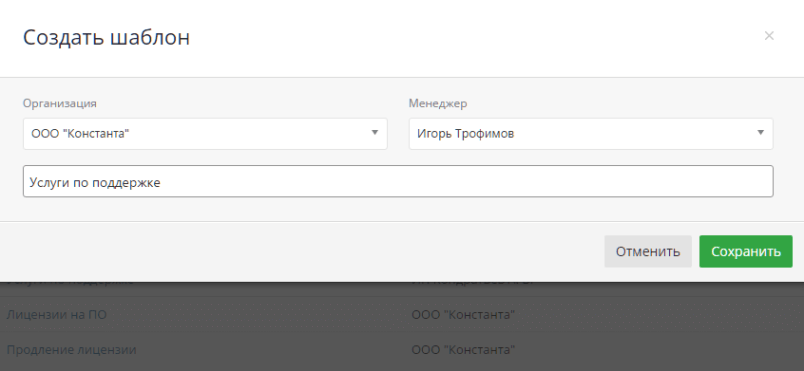 Создать шаблон
×
Организация
Менеджер
ООО "Константа"
Игорь Трофимов
Услуги по поддержке
Отменить
Сохранить
Лицензии на ПО
ООО "Константа"
Продление лицензии
ООО "Константа"